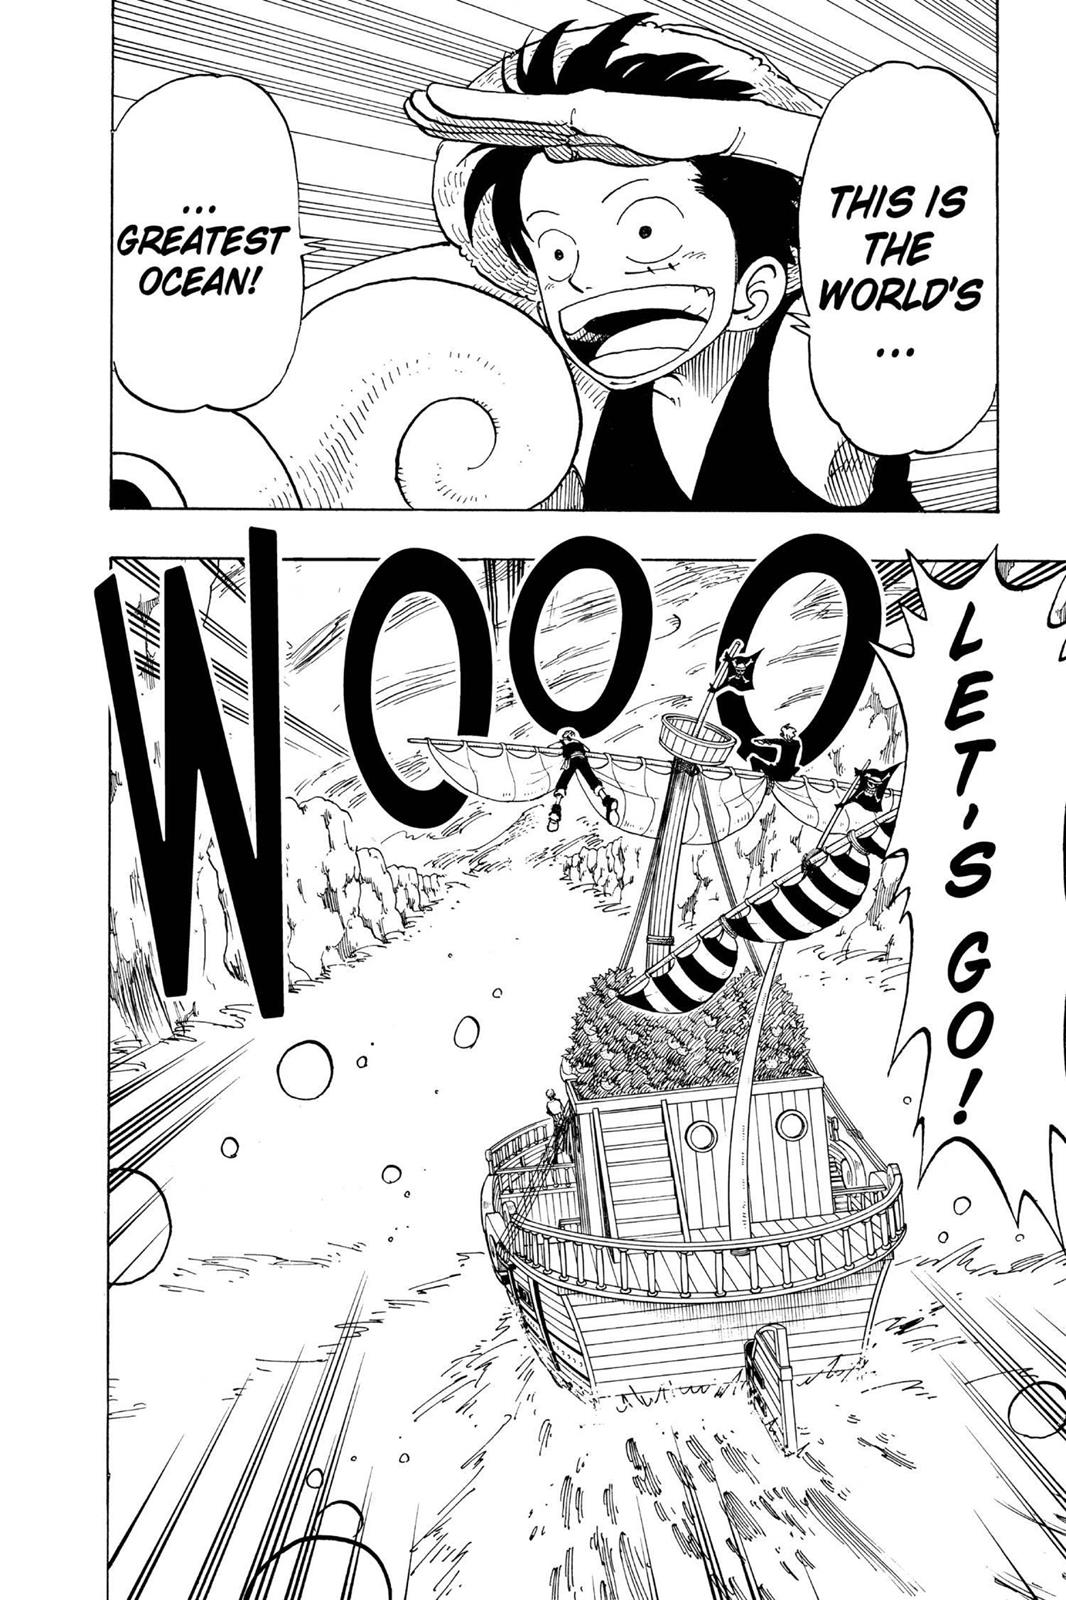 THIS IS
THE
WORLD'S
...
...
GREATEST
OCEAN!
WOOO
LET'S GO!